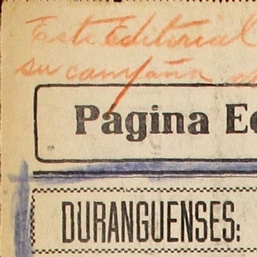 Este Editorial
su campaña
Pagina E
DURANGUENSES: